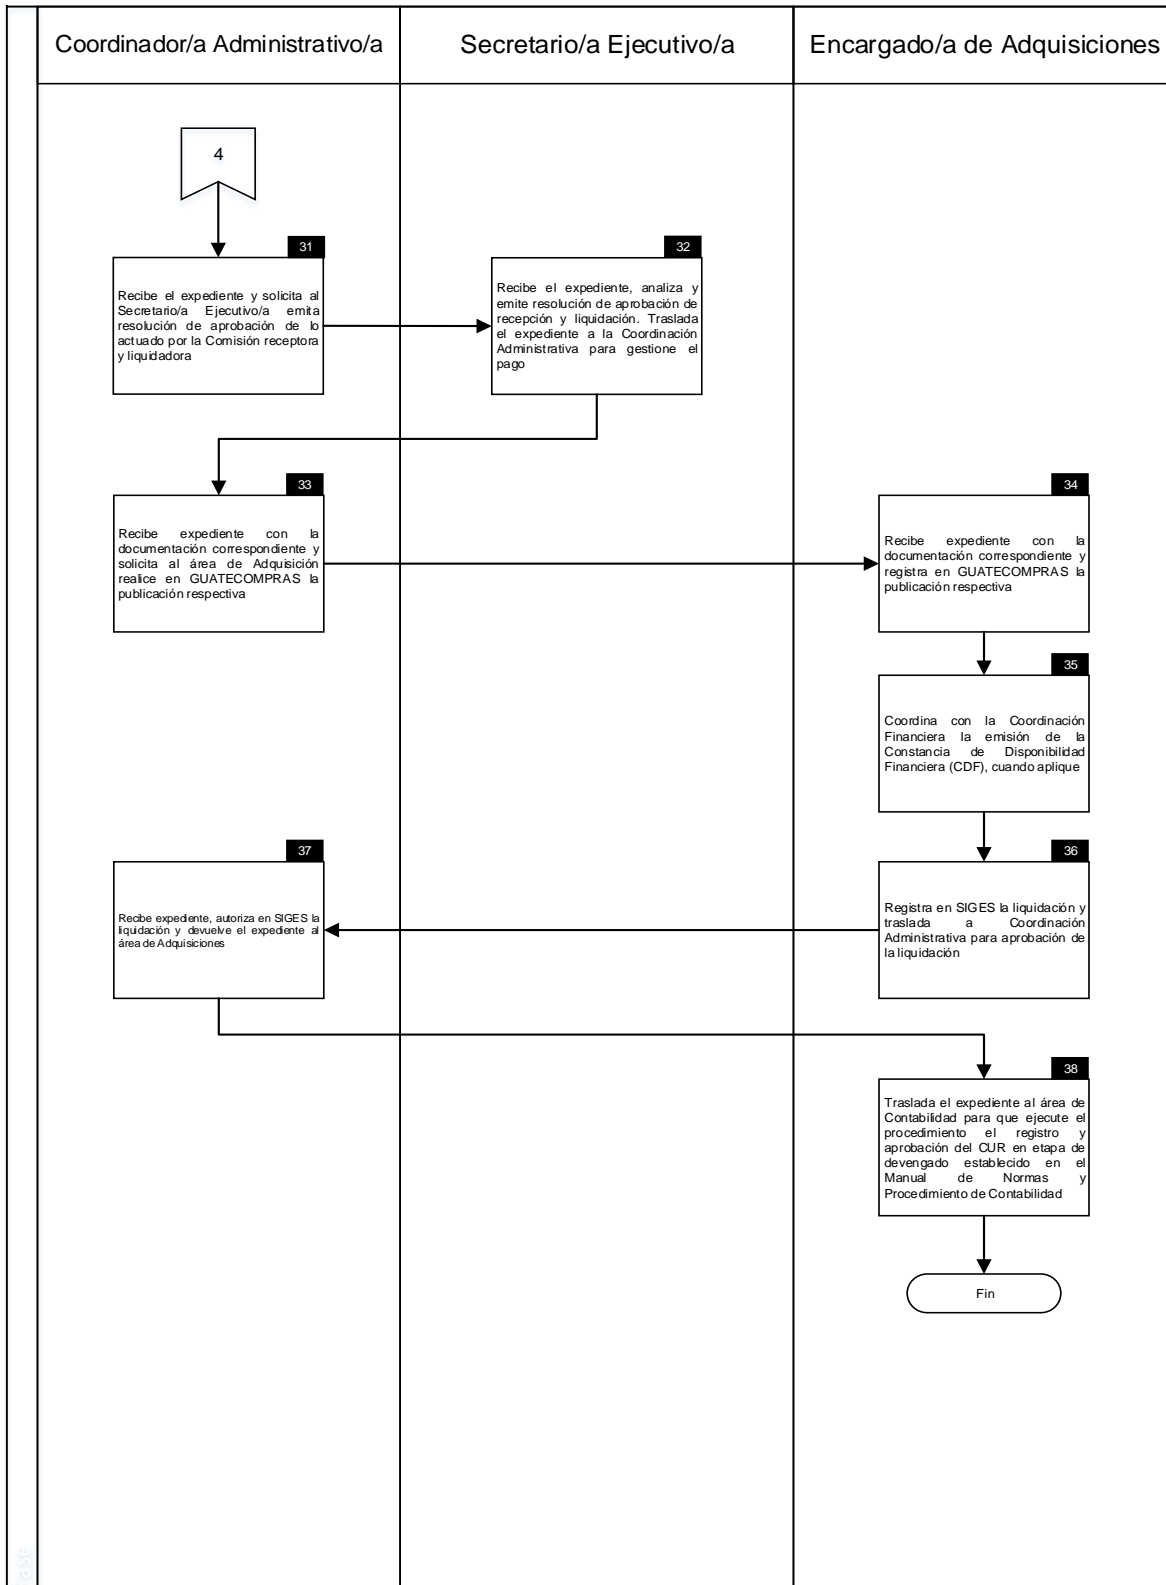 Coordinador/a Administrativo/a
Secretario/a Ejecutivo/a
Encargado/a de Adquisiciones
4
31
Recibe el expediente y solicita al
Secretario/a Ejecutivo/a emita
resolución de aprobación de lo
actuado por la Comisión receptora
y liquidadora
32
Recibe el expediente, analiza y
emite resolución de aprobación de
recepción y liquidación. Traslada
el expediente a la Coordinación
Administrativa para gestione el
pago
33
Recibe expediente con la
documentación correspondiente y
solicita al área de Adquisición
realice en GUATECOMPRAS la
publicación respectiva
34
Recibe expediente con la
documentación correspondiente y
registra en GUATECOMPRAS la
publicación respectiva
35
Coordina con la Coordinación
Financiera la emisión de la
Constancia de Disponibilidad
Financiera (CDF), cuando aplique
36
Registra en SIGES la liquidación y
traslada a Coordinación
Administrativa para aprobación de
la liquidación
37
Recibe expediente, autoriza en SIGES la
liquidación y devuelve el expediente al
área de Adquisiciones
38
Traslada el expediente al área de
Contabilidad para que ejecute el
procedimiento el registro y
aprobación del CUR en etapa de
devengado establecido en el
Manual de Normas y
Procedimiento de Contabilidad
Fin